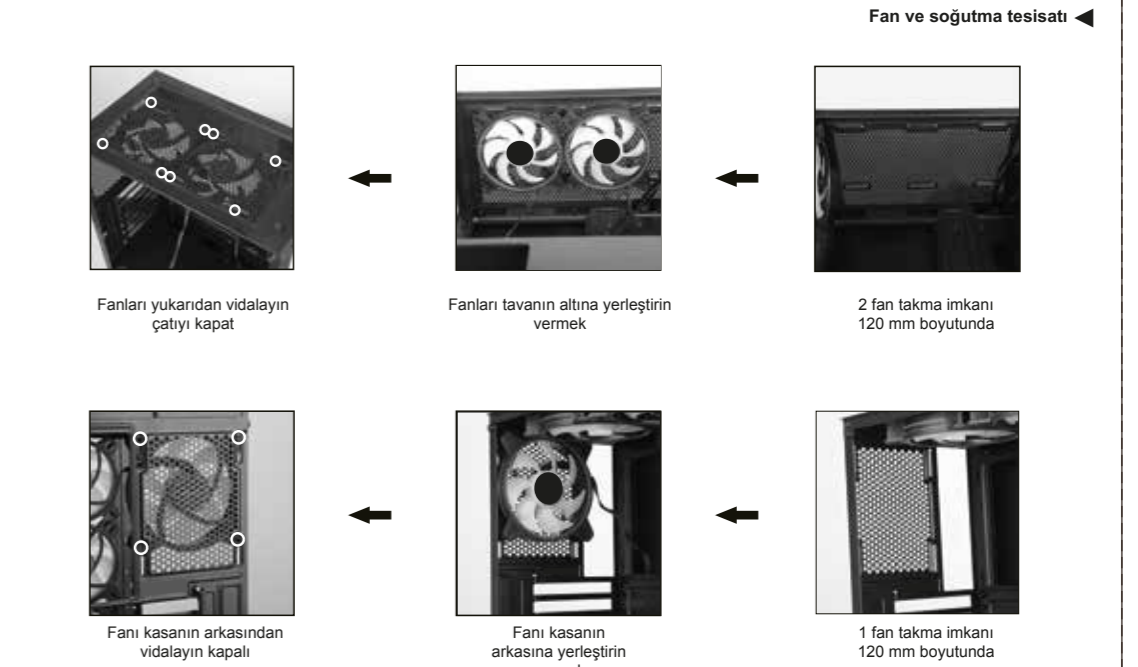 Fan ve soğutma tesisatı
Fanları yukarıdan vidalayın
çatıyı kapat
Fanları tavanın altına yerleştirin
vermek
2 fan takma imkanı
120 mm boyutunda
Fanı kasanın arkasından
vidalayın kapalı
Fanı kasanın
arkasına yerleştirin
1 fan takma imkanı
120 mm boyutunda